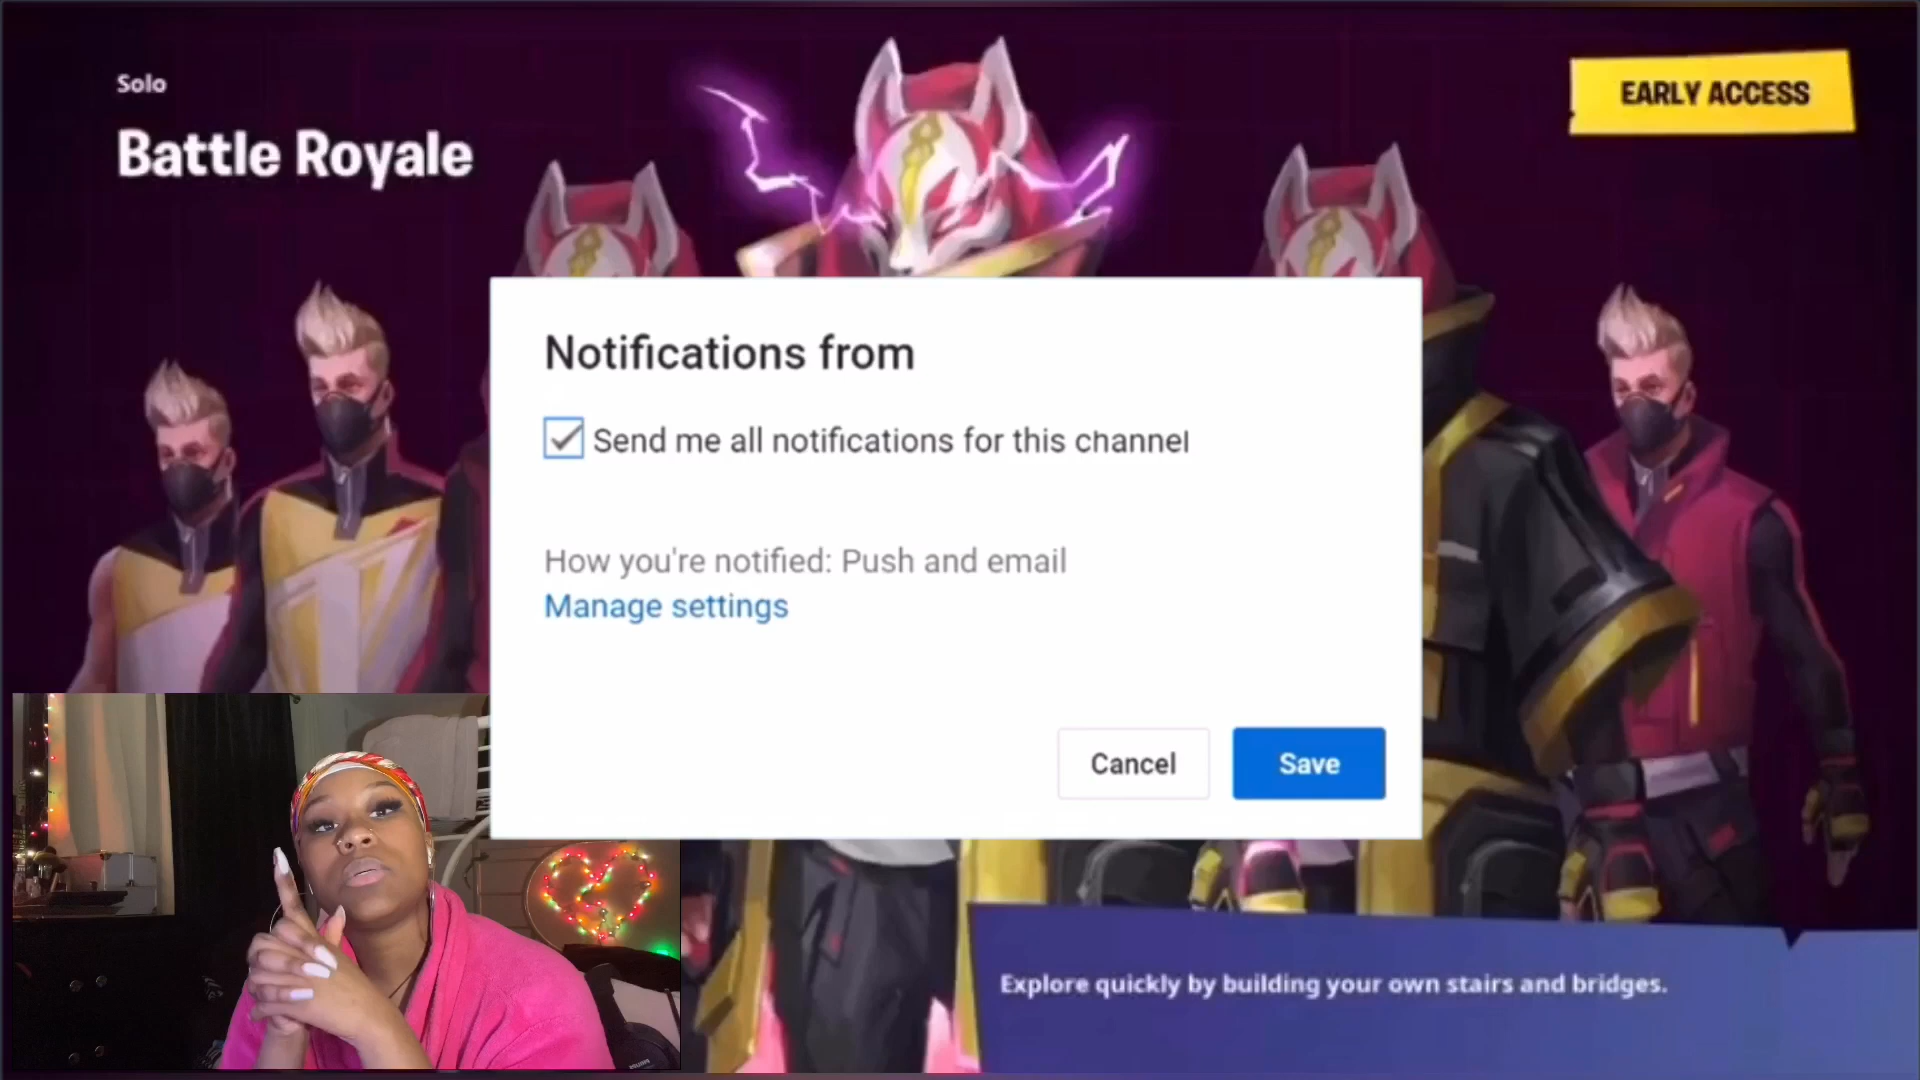 Solo
Battle Royale
EARLY ACCESS
Notifications from
Send me all notifications for this channel
How you're notified: Push and email
Manage settings
Cancel
Save
Explore quickly by building your own stairs and bridges.